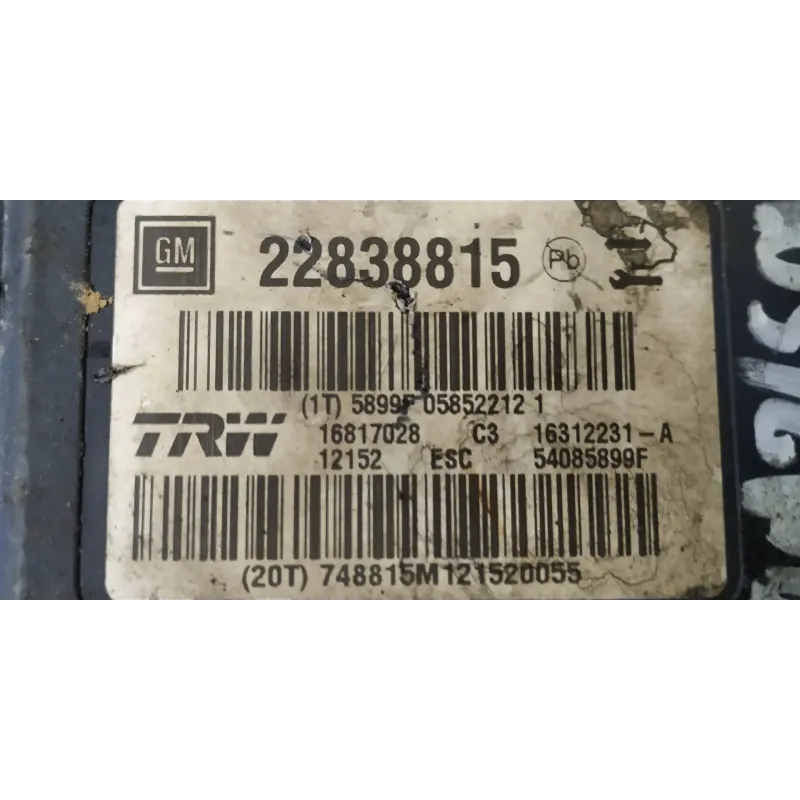 GM 22838815 Pb
(1T) 5899F 05852212 1
TRW
16817028 C3 16312231-A
12152 ESC 54085899F
(20T) 748815M121520055